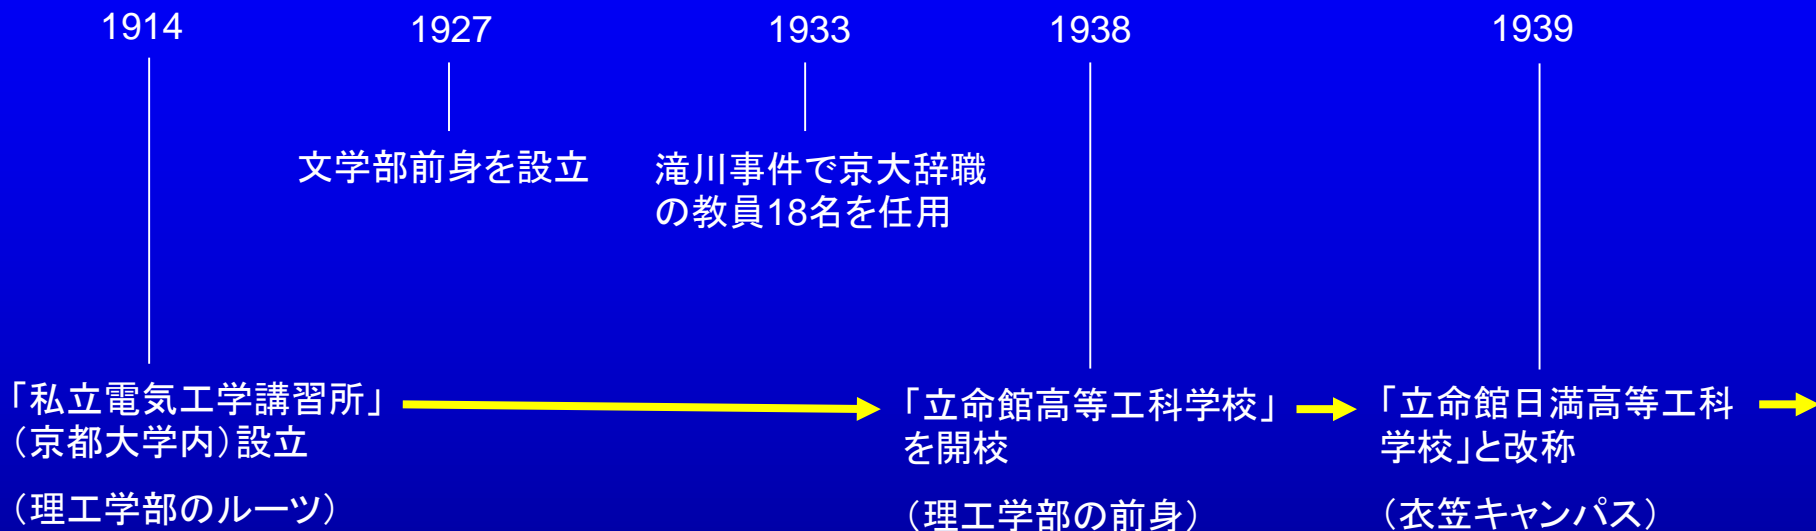 1914
1927
1933
1938
1939
文学部前身を設立
滝川事件で京大辞職
の教員18名を任用
「私立電気工学講習所」
（京都大学内）設立
（理工学部のルーツ）
「立命館高等工科学校」
を開校
（理工学部の前身）
「立命館日満高等工科
学校」と改称
（衣笠キャンパス）